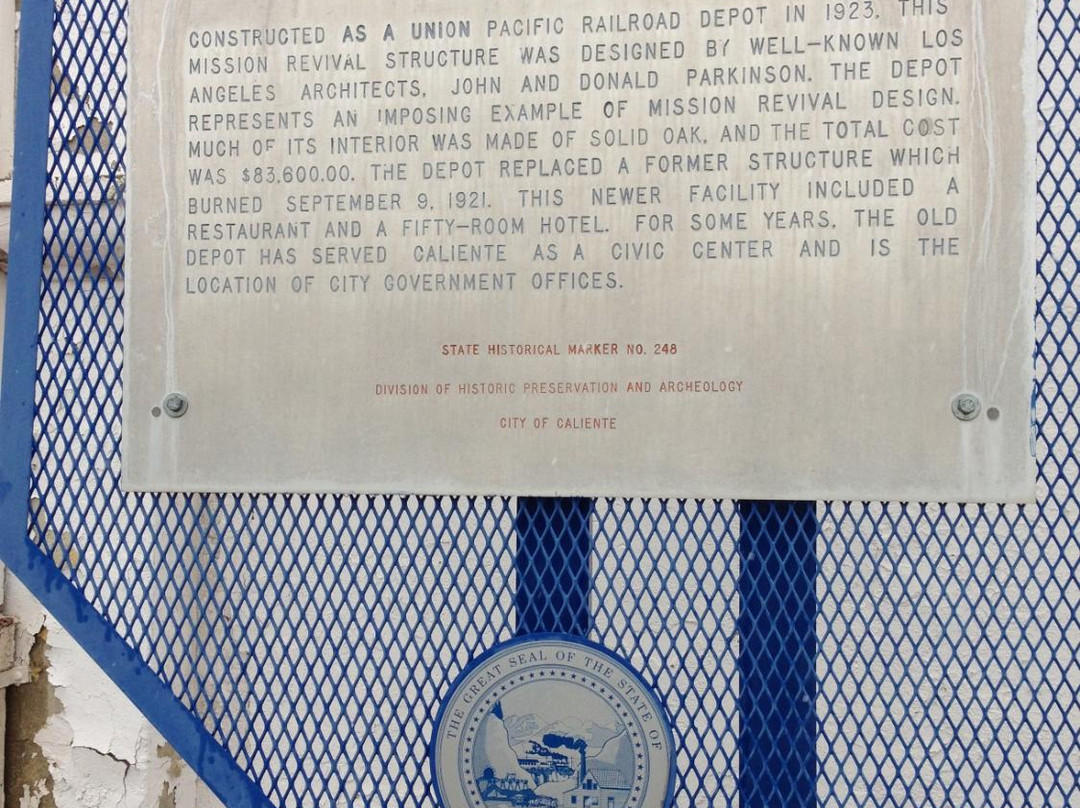 CONSTRUCTED AS A UNION PACIFIC RAILROAD DEPOT IN 1923, THIS
MISSION REVIVAL STRUCTURE WAS DESIGNED BY WELL-KNOWN LOS
ANGELES ARCHITECTS, JOHN AND DONALD PARKINSON. THE DEPOT
REPRESENTS AN IMPOSING EXAMPLE OF MISSION REVIVAL DESIGN.
MUCH OF ITS INTERIOR WAS MADE OF SOLID OAK, AND THE TOTAL COST
WAS $83,600.00. THE DEPOT REPLACED A FORMER STRUCTURE WHICH
BURNED SEPTEMBER 9, 1921. THIS NEWER FACILITY INCLUDED A
RESTAURANT AND A FIFTY-ROOM HOTEL. FOR SOME YEARS, THE OLD
DEPOT HAS SERVED CALIENTE AS A CIVIC CENTER AND IS THE
LOCATION OF CITY GOVERNMENT OFFICES.
STATE HISTORICAL MARKER NO. 248
DIVISION OF HISTORIC PRESERVATION AND ARCHEOLOGY
CITY OF CALIENTE
THE GREAT SEAL OF THE STATE OF